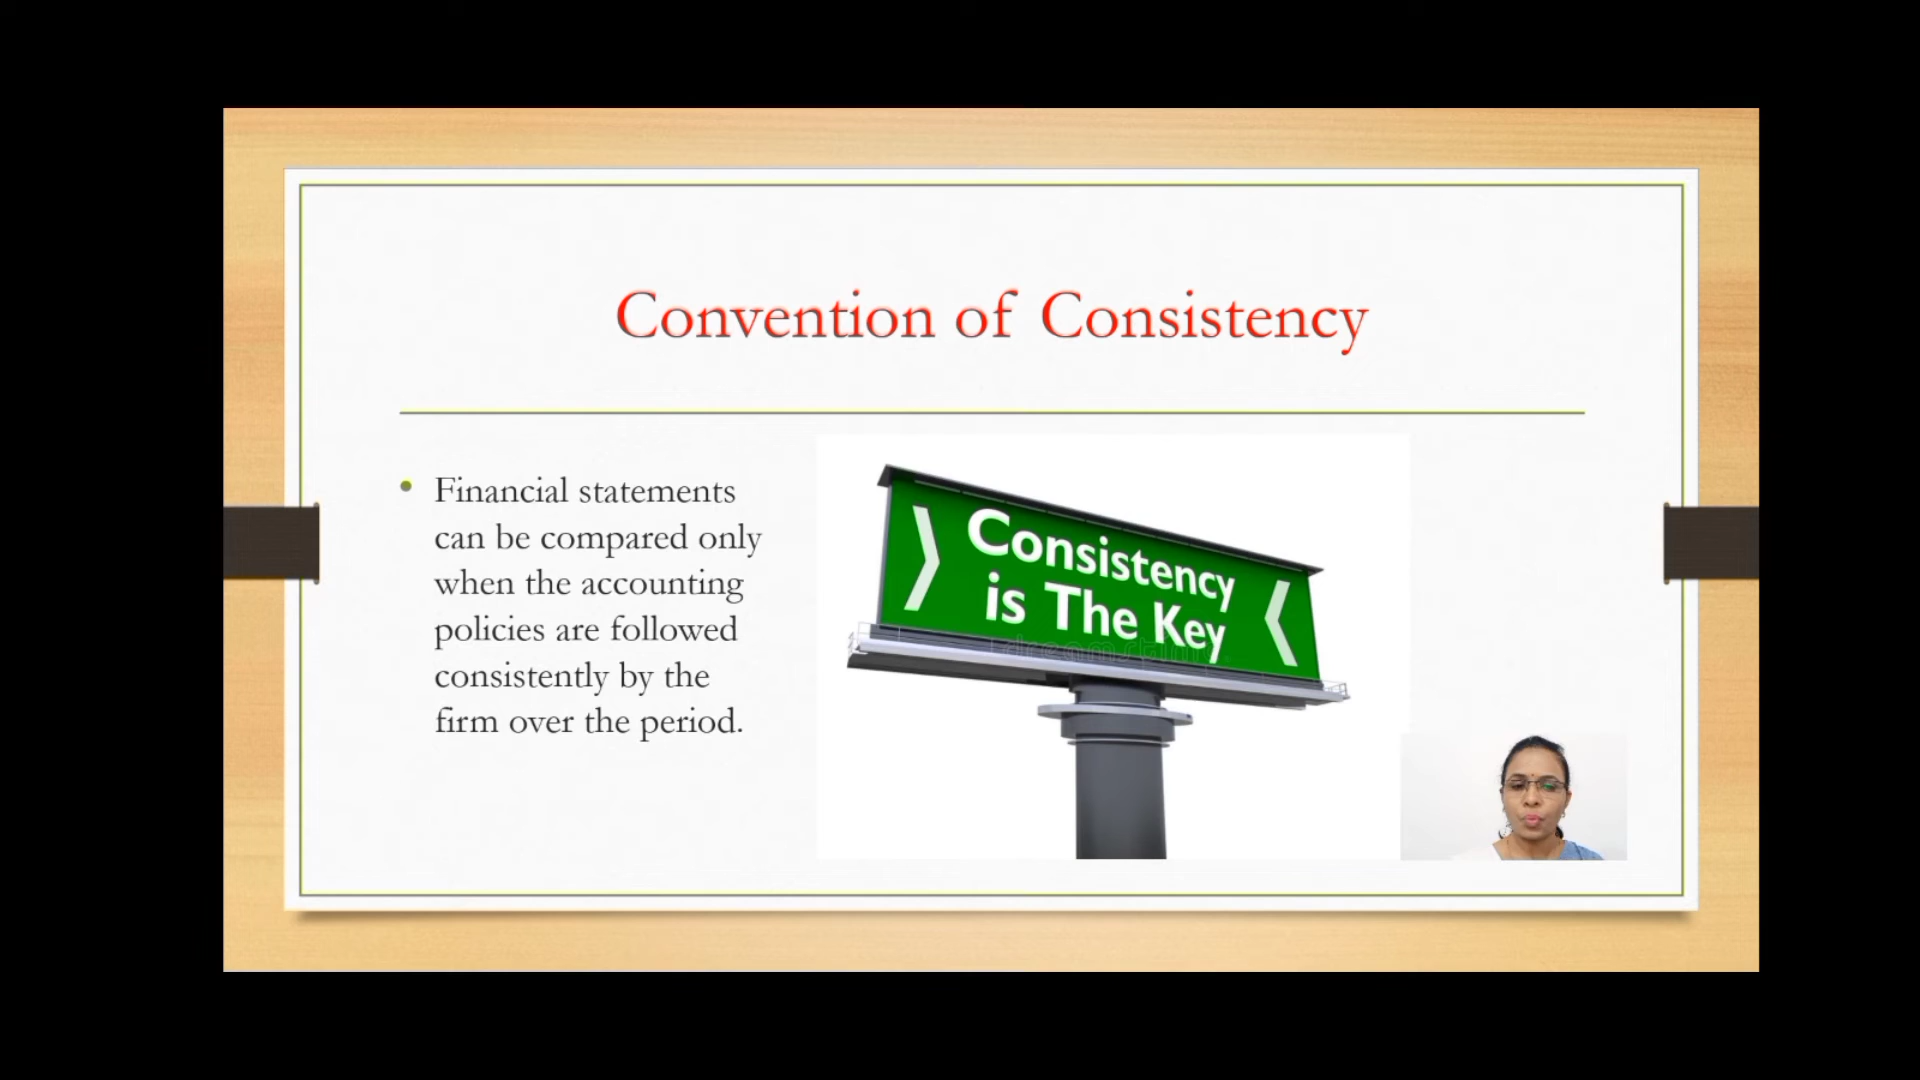 Convention of Consistency
• Financial statements
can be compared only
when the accounting
policies are followed
consistently by the
firm over the period.
Consistency
is The Key